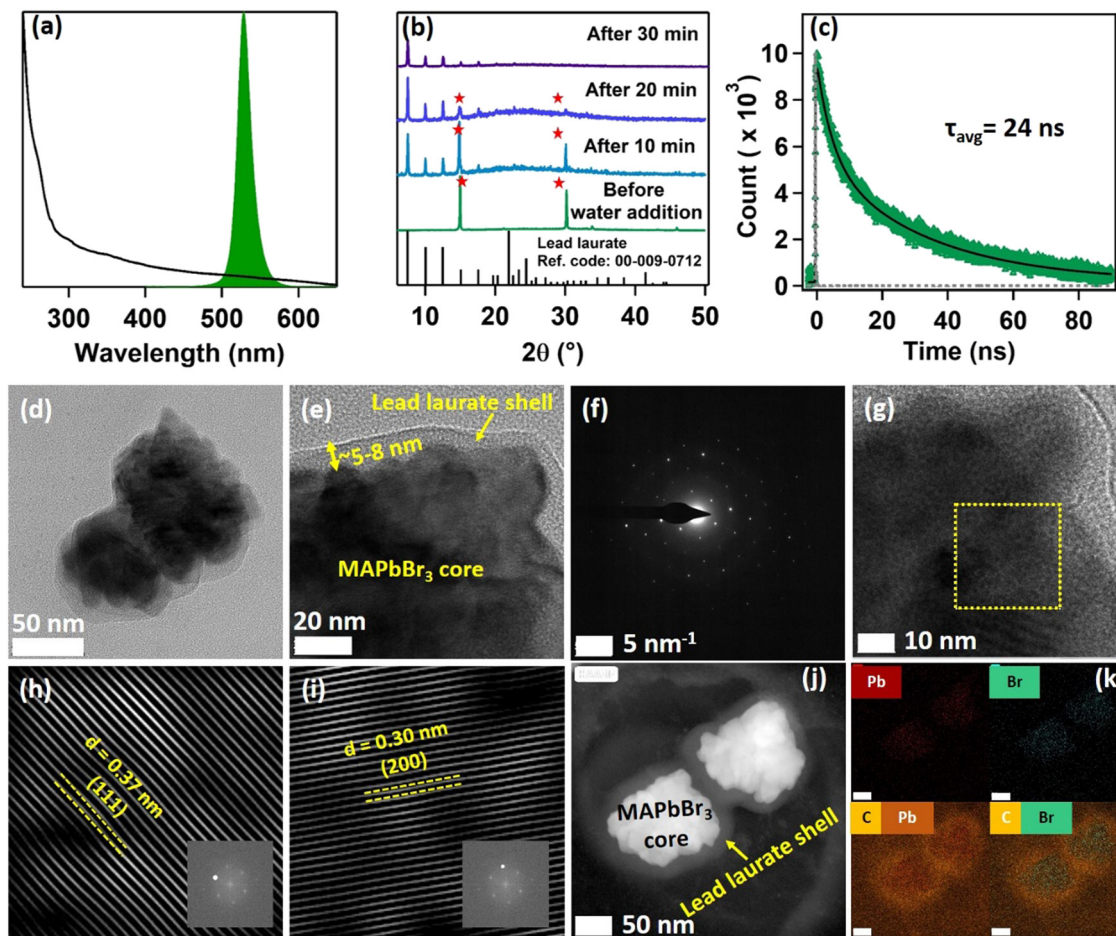 (a)
300
400
500
600
Wavelength (nm)
(b)
After 30 min
After 20 min
After 10 min
Before
water addition
Lead laurate
Ref. code: 00-009-0712
10
20
30
40
50
2θ (°)
(c)
10
8
6
4
2
0
Count ( x 10³)
τavg= 24 ns
0
20
40
60
80
Time (ns)
(d)
50 nm
(e)
Lead laurate shell
~5-8 nm
MAPbBr₃ core
20 nm
(f)
5 nm⁻¹
(g)
10 nm
(h)
d = 0.37 nm
(111)
(i)
d = 0.30 nm
(200)
(j)
MAPbBr₃
core
Lead laurate shell
50 nm
(k)
Pb
Br
C Pb
C Br